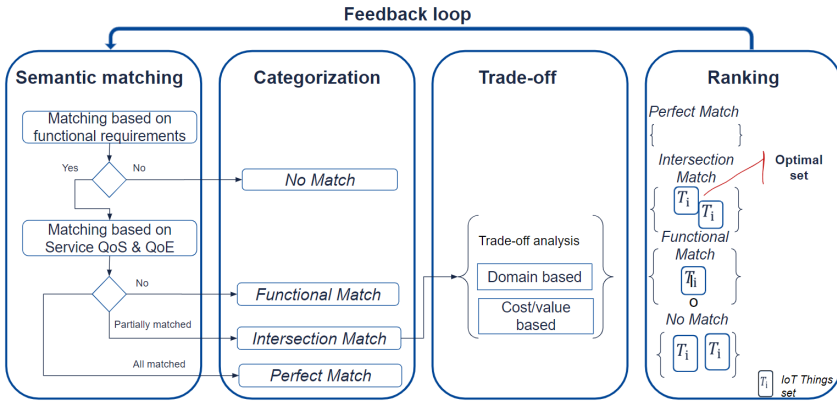 Feedback loop
Semantic matching
Matching based on
functional requirements
Yes
No
Matching based on
Service QoS & QoE
No
Partially matched
All matched
Categorization
No Match
Functional Match
Intersection Match
Perfect Match
Trade-off
Trade-off analysis
Domain based
Cost/value
based
Ranking
Perfect Match
{ }
Intersection
Match
Optimal
set
{ Ti Ti }
Functional
Match
{ Ti }
O
No Match
{ Ti Ti }
Ti IoT Things
set